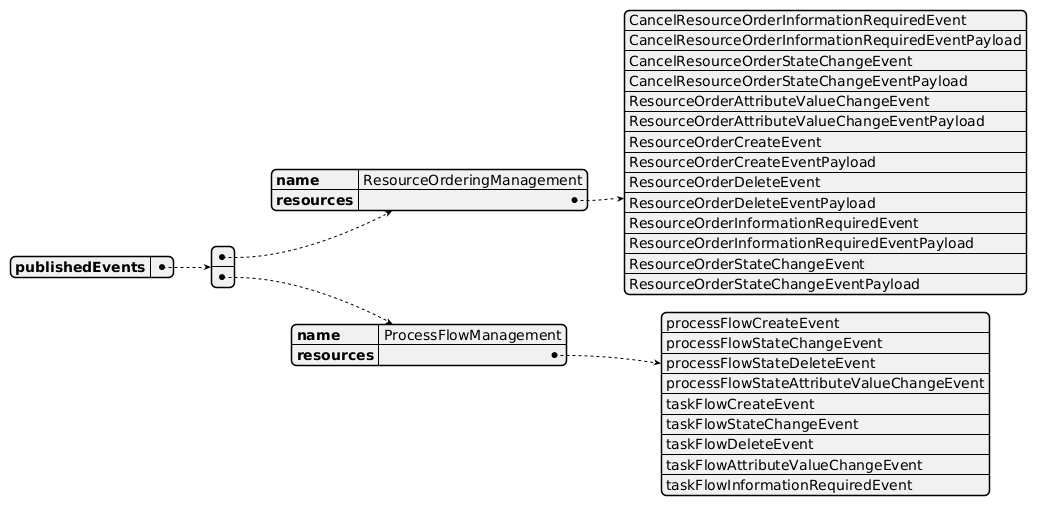 publishedEvents
name ResourceOrderingManagement
resources
CancelResourceOrderInformationRequiredEvent
CancelResourceOrderInformationRequiredEventPayload
CancelResourceOrderStateChangeEvent
CancelResourceOrderStateChangeEventPayload
ResourceOrderAttributeValueChangeEvent
ResourceOrderAttributeValueChangeEventPayload
ResourceOrderCreateEvent
ResourceOrderCreateEventPayload
ResourceOrderDeleteEvent
ResourceOrderDeleteEventPayload
ResourceOrderInformationRequiredEvent
ResourceOrderInformationRequiredEventPayload
ResourceOrderStateChangeEvent
ResourceOrderStateChangeEventPayload
name ProcessFlowManagement
resources
processFlowCreateEvent
processFlowStateChangeEvent
processFlowStateDeleteEvent
processFlowStateAttributeValueChangeEvent
taskFlowCreateEvent
taskFlowStateChangeEvent
taskFlowDeleteEvent
taskFlowAttributeValueChangeEvent
taskFlowInformationRequiredEvent